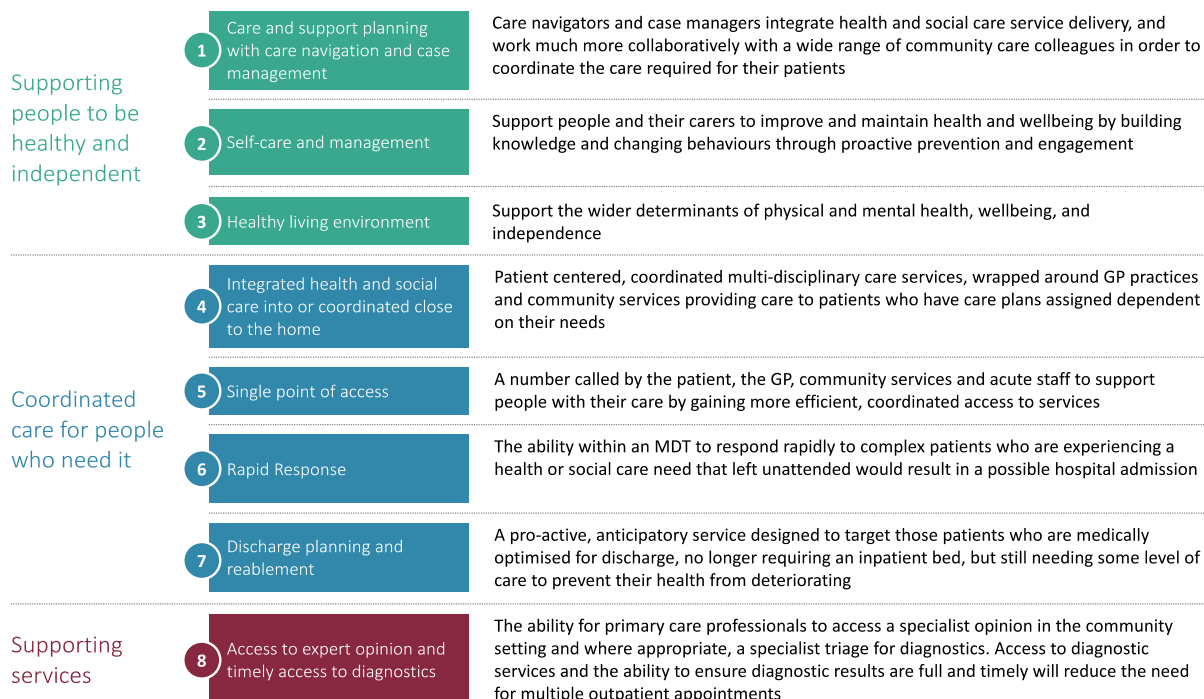 Supporting
people to be
healthy and
independent
1
Care and support planning
with care navigation and case
management
Care navigators and case managers integrate health and social care service delivery, and
work much more collaboratively with a wide range of community care colleagues in order to
coordinate the care required for their patients
2
Self-care and management
Support people and their carers to improve and maintain health and wellbeing by building
knowledge and changing behaviours through proactive prevention and engagement
3
Healthy living environment
Support the wider determinants of physical and mental health, wellbeing, and
independence
Coordinated
care for people
who need it
4
Integrated health and social
care into or coordinated close
to the home
Patient centered, coordinated multi-disciplinary care services, wrapped around GP practices
and community services providing care to patients who have care plans assigned dependent
on their needs
5
Single point of access
A number called by the patient, the GP, community services and acute staff to support
people with their care by gaining more efficient, coordinated access to services
6
Rapid Response
The ability within an MDT to respond rapidly to complex patients who are experiencing a
health or social care need that left unattended would result in a possible hospital admission
7
Discharge planning and
reablement
A pro-active, anticipatory service designed to target those patients who are medically
optimised for discharge, no longer requiring an inpatient bed, but still needing some level of
care to prevent their health from deteriorating
Supporting
services
8
Access to expert opinion and
timely access to diagnostics
The ability for primary care professionals to access a specialist opinion in the community
setting and where appropriate, a specialist triage for diagnostics. Access to diagnostic
services and the ability to ensure diagnostic results are full and timely will reduce the need
for multiple outpatient appointments